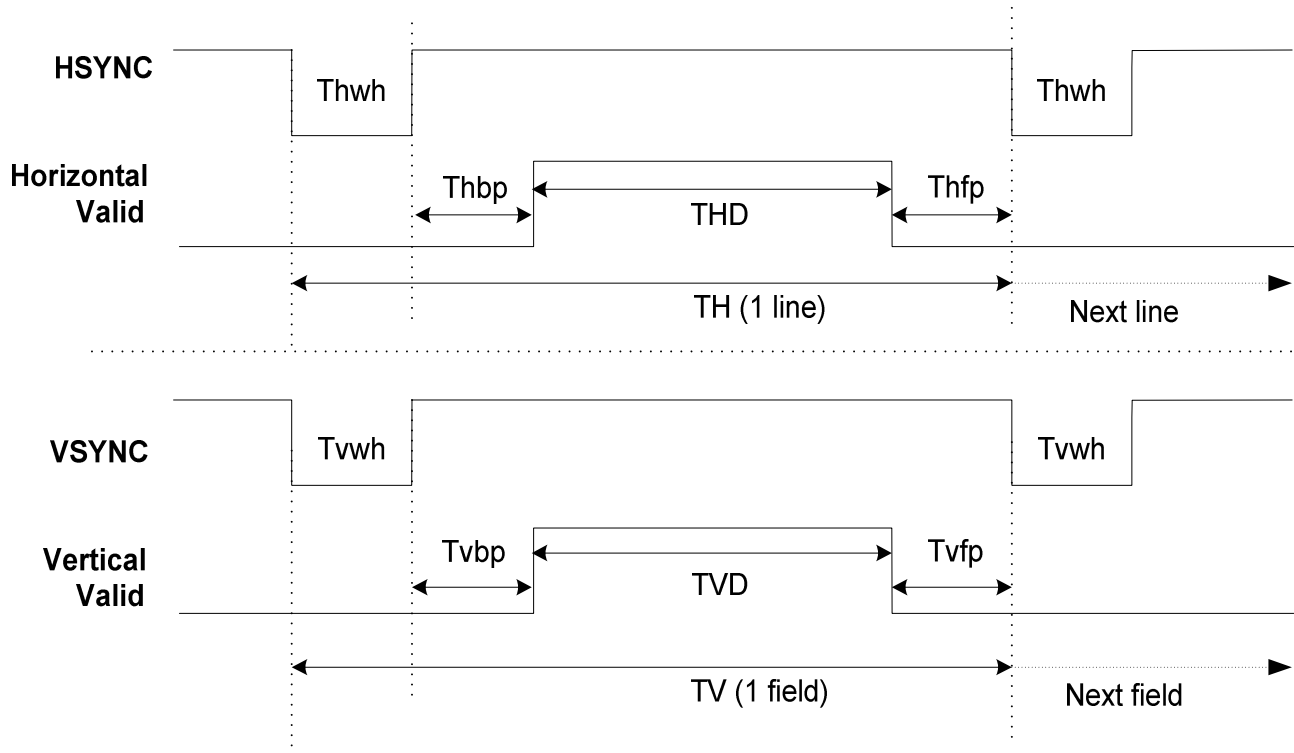 HSYNC
Thwh
Thwh
Horizontal
Valid
Thbp
THD
Thfp
TH (1 line)
Next line
VSYNC
Tvwh
Tvwh
Vertical
Valid
Tvbp
TVD
Tvfp
TV (1 field)
Next field